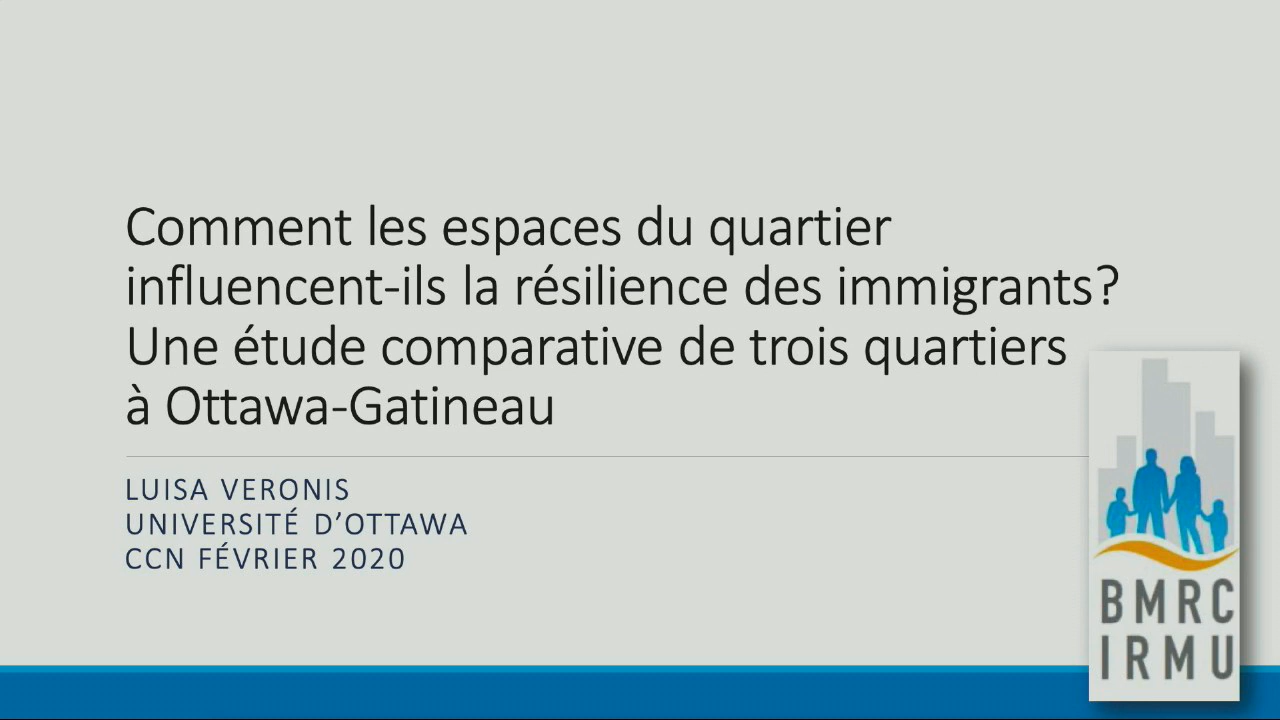 Comment les espaces du quartier
influencent-ils la résilience des immigrants?
Une étude comparative de trois quartiers
à Ottawa-Gatineau
LUISA VERONIS
UNIVERSITÉ D’OTTAWA
CCN FÉVRIER 2020
BMRC
IRMU